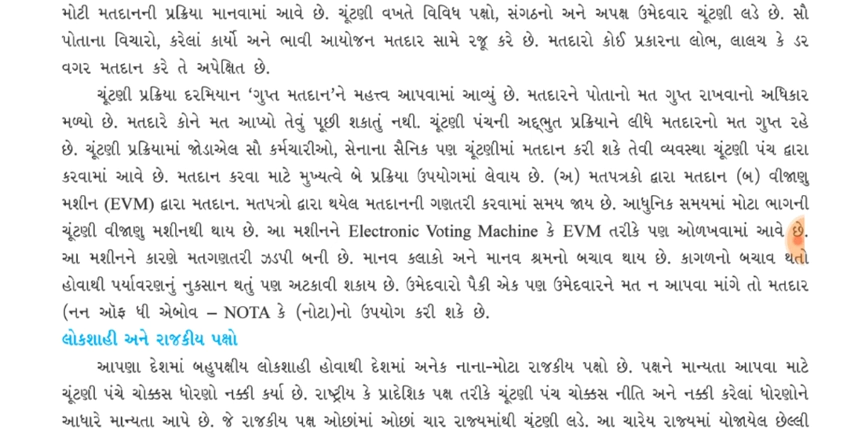 મોટી મતદાનની પ્રક્રિયા માનવામાં આવે છે. ચૂંટણી વખતે વિવિધ પક્ષો, સંગઠનો અને અપક્ષ ઉમેદવાર ચૂંટણી લડે છે. સૌ
પોતાના વિચારો, કરેલાં કાર્યો અને ભાવી આયોજન મતદાર સામે રજૂ કરે છે. મતદારો કોઈ પ્રકારના લોભ, લાલચ કે ડર
વગર મતદાન કરે તે અપેક્ષિત છે.
ચૂંટણી પ્રક્રિયા દરમિયાન ‘ગુપ્ત મતદાન’ને મહત્ત્વ આપવામાં આવ્યું છે. મતદારને પોતાનો મત ગુપ્ત રાખવાનો અધિકાર
મળ્યો છે. મતદારે કોને મત આપ્યો તેવું પૂછી શકાતું નથી. ચૂંટણી પંચની અદ્ભુત પ્રક્રિયાને લીધે મતદારનો મત ગુપ્ત રહે
છે. ચૂંટણી પ્રક્રિયામાં જોડાએલ સૌ કર્મચારીઓ, સેનાના સૈનિક પણ ચૂંટણીમાં મતદાન કરી શકે તેવી વ્યવસ્થા ચૂંટણી પંચ દ્વારા
કરવામાં આવે છે. મતદાન કરવા માટે મુખ્યત્વે બે પ્રક્રિયા ઉપયોગમાં લેવાય છે. (અ) મતપત્રકો દ્વારા મતદાન (બ) વીજાણુ
મશીન (EVM) દ્વારા મતદાન. મતપત્રો દ્વારા થયેલ મતદાનની ગણતરી કરવામાં સમય જાય છે. આધુનિક સમયમાં મોટા ભાગની
ચૂંટણી વીજાણુ મશીનથી થાય છે. આ મશીનને Electronic Voting Machine કે EVM તરીકે પણ ઓળખવામાં આવે છે.
આ મશીનને કારણે મતગણતરી ઝડપી બની છે. માનવ કલાકો અને માનવ શ્રમનો બચાવ થાય છે. કાગળનો બચાવ થતો
હોવાથી પર્યાવરણનું નુકસાન થતું પણ અટકાવી શકાય છે. ઉમેદવારો પૈકી એક પણ ઉમેદવારને મત ન આપવા માંગે તો મતદાર
(નન ઑફ ધી એબોવ – NOTA કે (નોટા)નો ઉપયોગ કરી શકે છે.
લોકશાહી અને રાજકીય પક્ષો
આપણા દેશમાં બહુપક્ષીય લોકશાહી હોવાથી દેશમાં અનેક નાના-મોટા રાજકીય પક્ષો છે. પક્ષને માન્યતા આપવા માટે
ચૂંટણી પંચે ચોક્કસ ધોરણો નક્કી કર્યા છે. રાષ્ટ્રીય કે પ્રાદેશિક પક્ષ તરીકે ચૂંટણી પંચ ચોક્કસ નીતિ અને નક્કી કરેલાં ધોરણોને
આધારે માન્યતા આપે છે. જે રાજકીય પક્ષ ઓછાંમાં ઓછાં ચાર રાજ્યમાંથી ચૂંટણી લડે. આ ચારેય રાજ્યમાં યોજાયેલ છેલ્લી